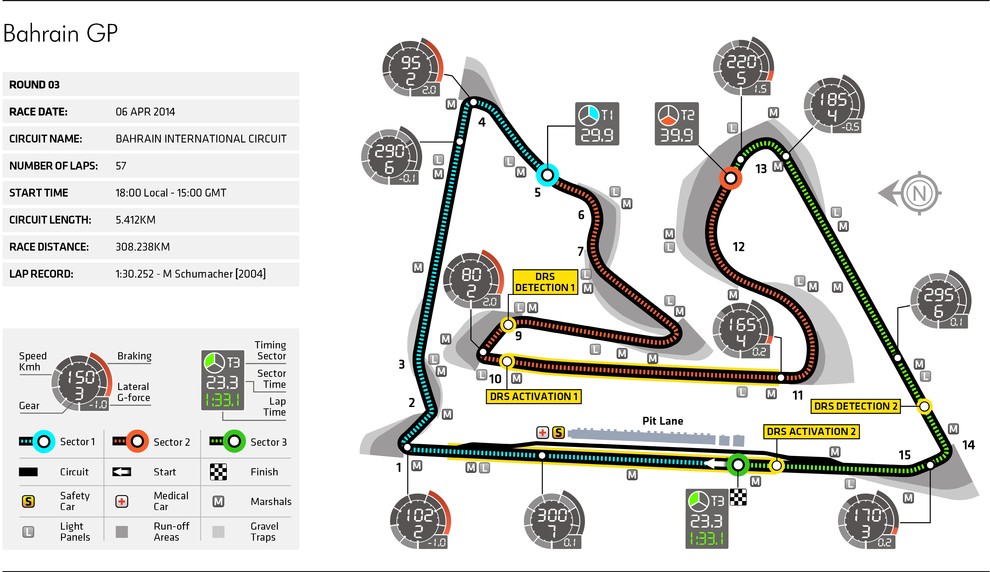 Bahrain GP
ROUND 03
RACE DATE: 06 APR 2014
CIRCUIT NAME: BAHRAIN INTERNATIONAL CIRCUIT
NUMBER OF LAPS: 57
START TIME 18:00 Local - 15:00 GMT
CIRCUIT LENGTH: 5.412KM
RACE DISTANCE: 308.238KM
LAP RECORD: 1:30.252 - M Schumacher [2004]
Speed
Kmh
Gear
150
3
-1.0
Braking
Lateral
G-force
T3
23.3
1:33.1
Timing
Sector
Sector
Time
Lap
Time
Sector 1
Sector 2
Sector 3
Circuit
Start
Finish
S
Safety
Car
Medical
Car
M
Marshals
L
Light
Panels
Run-off
Areas
Gravel
Traps
95
2
2.0
M
4
290
6
-0.1
L
M
T1
29.9
L
M
5
T2
39.9
220
5
1.5
L
185
4
-0.5
M
13
N
6
L
M
7
M
L
12
L
M
M
80
2
2.0
DRS
DETECTION 1
L
M
9
L
M
L
M
L
M
M
10
L
M
DRS ACTIVATION 1
M
165
4
0.2
L
M
M
11
295
6
0.1
M
L
DRS DETECTION 2
M
14
15
3
M
L
2
M
1
M
Pit Lane
S
DRS ACTIVATION 2
M
M
L
M
M
L
M
102
2
-1.0
300
7
0.1
T3
23.3
1:33.1
170
3
0.2